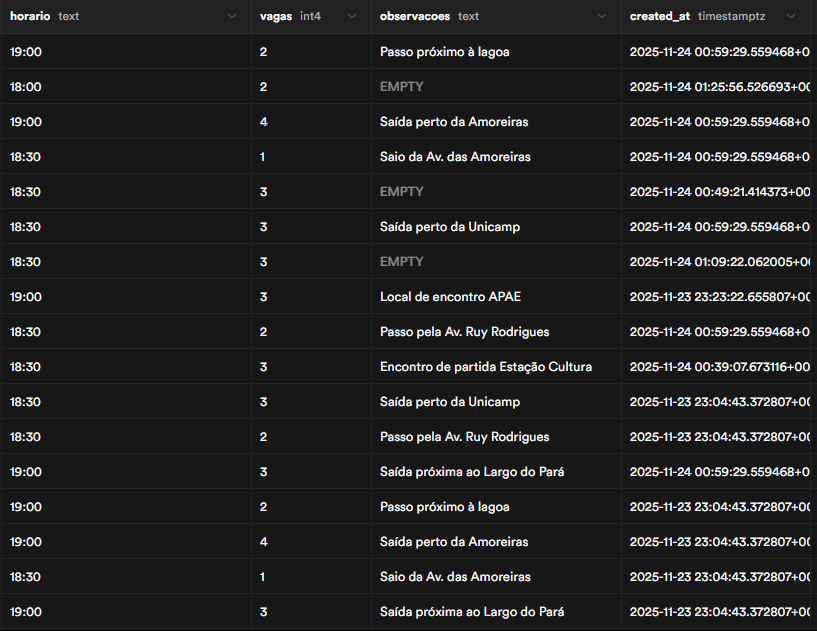 horario text vagas int4 observacoes text created_at timestamptz
19:00 2 Passo próximo à lagoa 2025-11-24 00:59:29.559468+0
18:00 2 EMPTY 2025-11-24 01:25:56.526693+00
19:00 4 Saída perto da Amoreiras 2025-11-24 00:59:29.559468+0
18:30 1 Saio da Av. das Amoreiras 2025-11-24 00:59:29.559468+0
18:30 3 EMPTY 2025-11-24 00:49:21.414373+00
18:30 3 Saída perto da Unicamp 2025-11-24 00:59:29.559468+0
18:30 3 EMPTY 2025-11-24 01:09:22.062005+00
19:00 3 Local de encontro APAE 2025-11-23 23:23:22.655807+00
18:30 2 Passo pela Av. Ruy Rodrigues 2025-11-24 00:59:29.559468+0
18:30 3 Encontro de partida Estação Cultura 2025-11-24 00:39:07.673116+00
18:30 3 Saída perto da Unicamp 2025-11-23 23:04:43.372807+00
18:30 2 Passo pela Av. Ruy Rodrigues 2025-11-23 23:04:43.372807+00
19:00 3 Saída próxima ao Largo do Pará 2025-11-24 00:59:29.559468+0
19:00 2 Passo próximo à lagoa 2025-11-23 23:04:43.372807+00
19:00 4 Saída perto da Amoreiras 2025-11-23 23:04:43.372807+00
18:30 1 Saio da Av. das Amoreiras 2025-11-23 23:04:43.372807+00
19:00 3 Saída próxima ao Largo do Pará 2025-11-23 23:04:43.372807+00